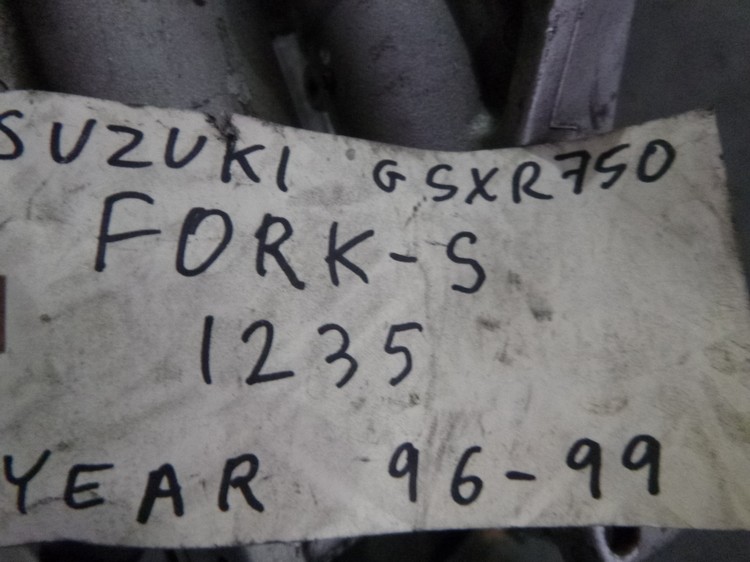 SUZUKI GSXR750
FORK-S
1235
YEAR 96-99